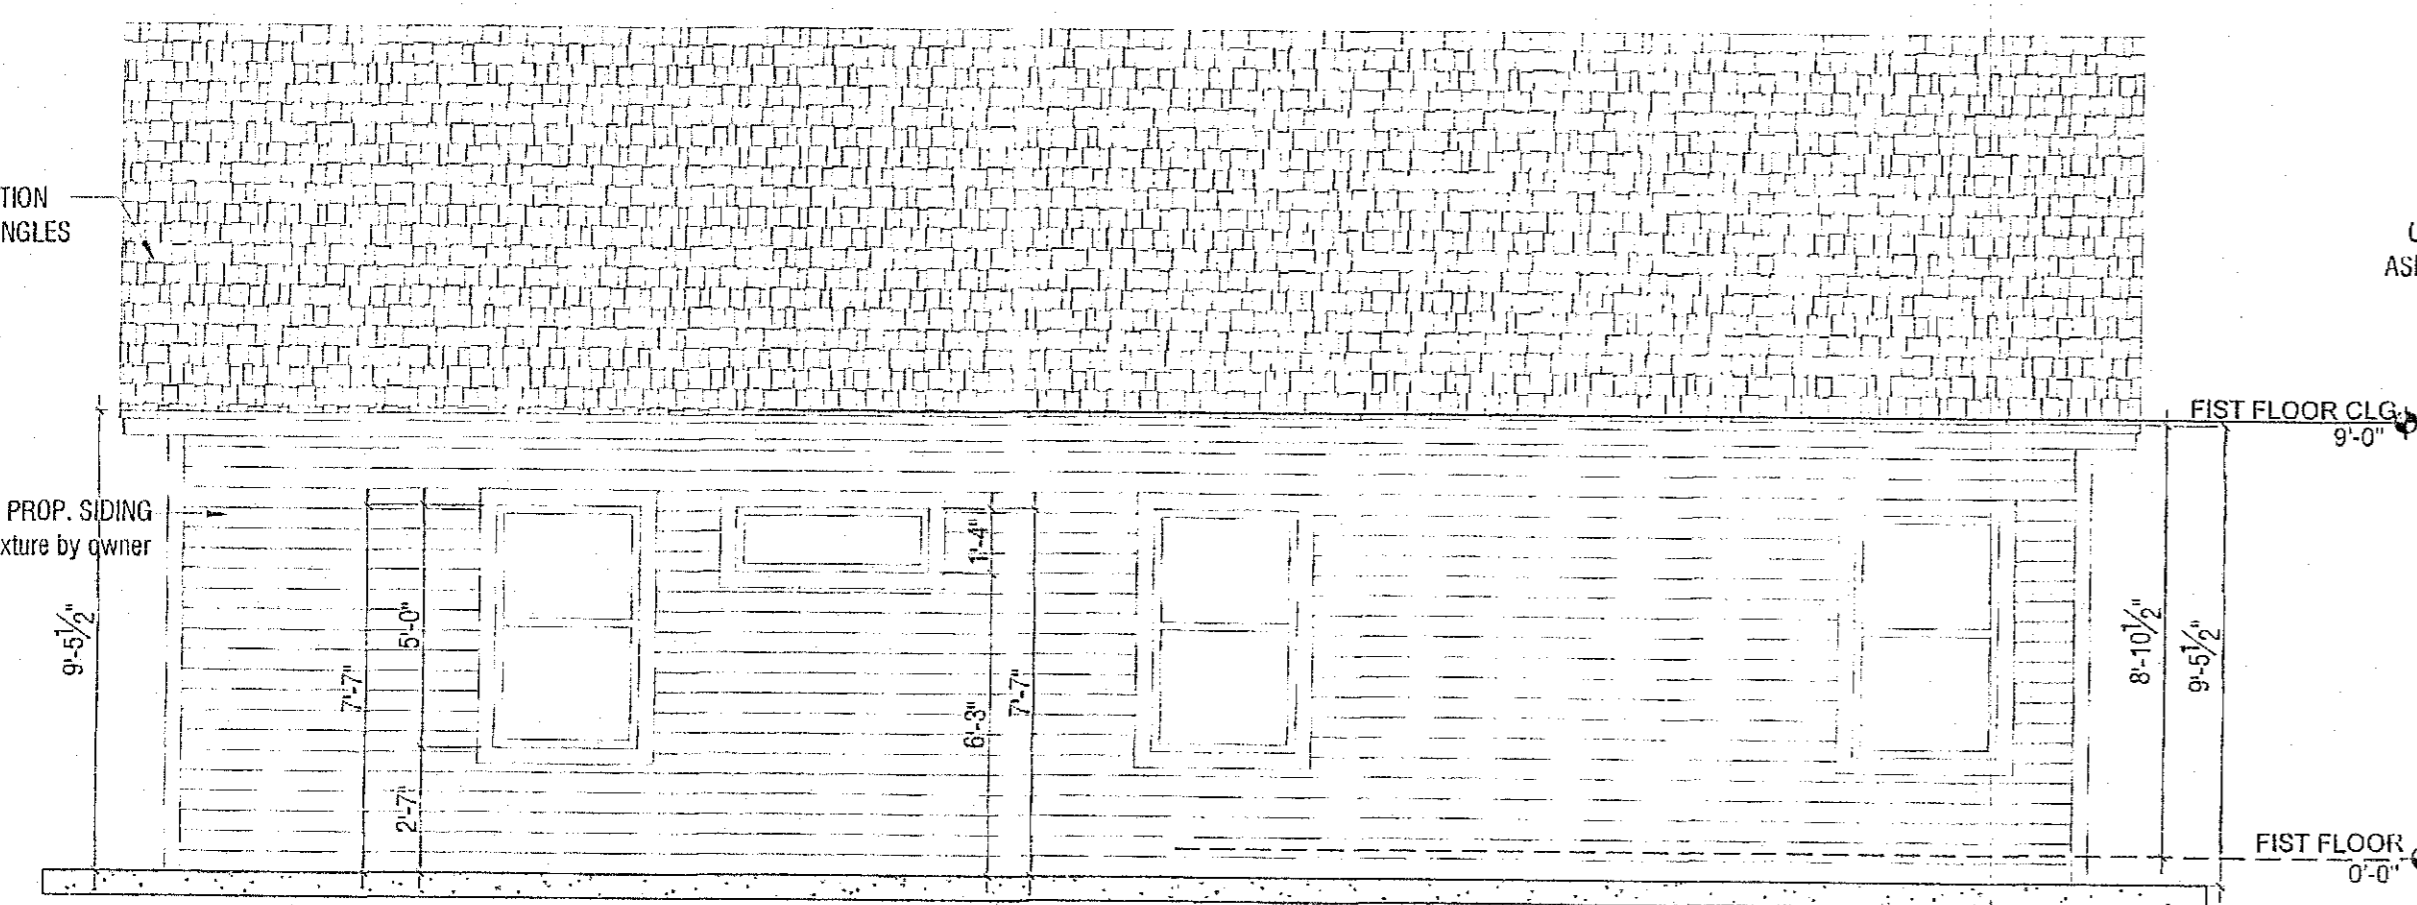 TION
NGLES
ASI
FIST FLOOR CLG.
9'-0"
PROP. SIDING
xture by owner
9'-5½"
7'-7"
5'-0"
2'-7"
1'-4"
6'-3"
7'-7"
8'-10½"
9'-5½"
FIST FLOOR
0'-0"